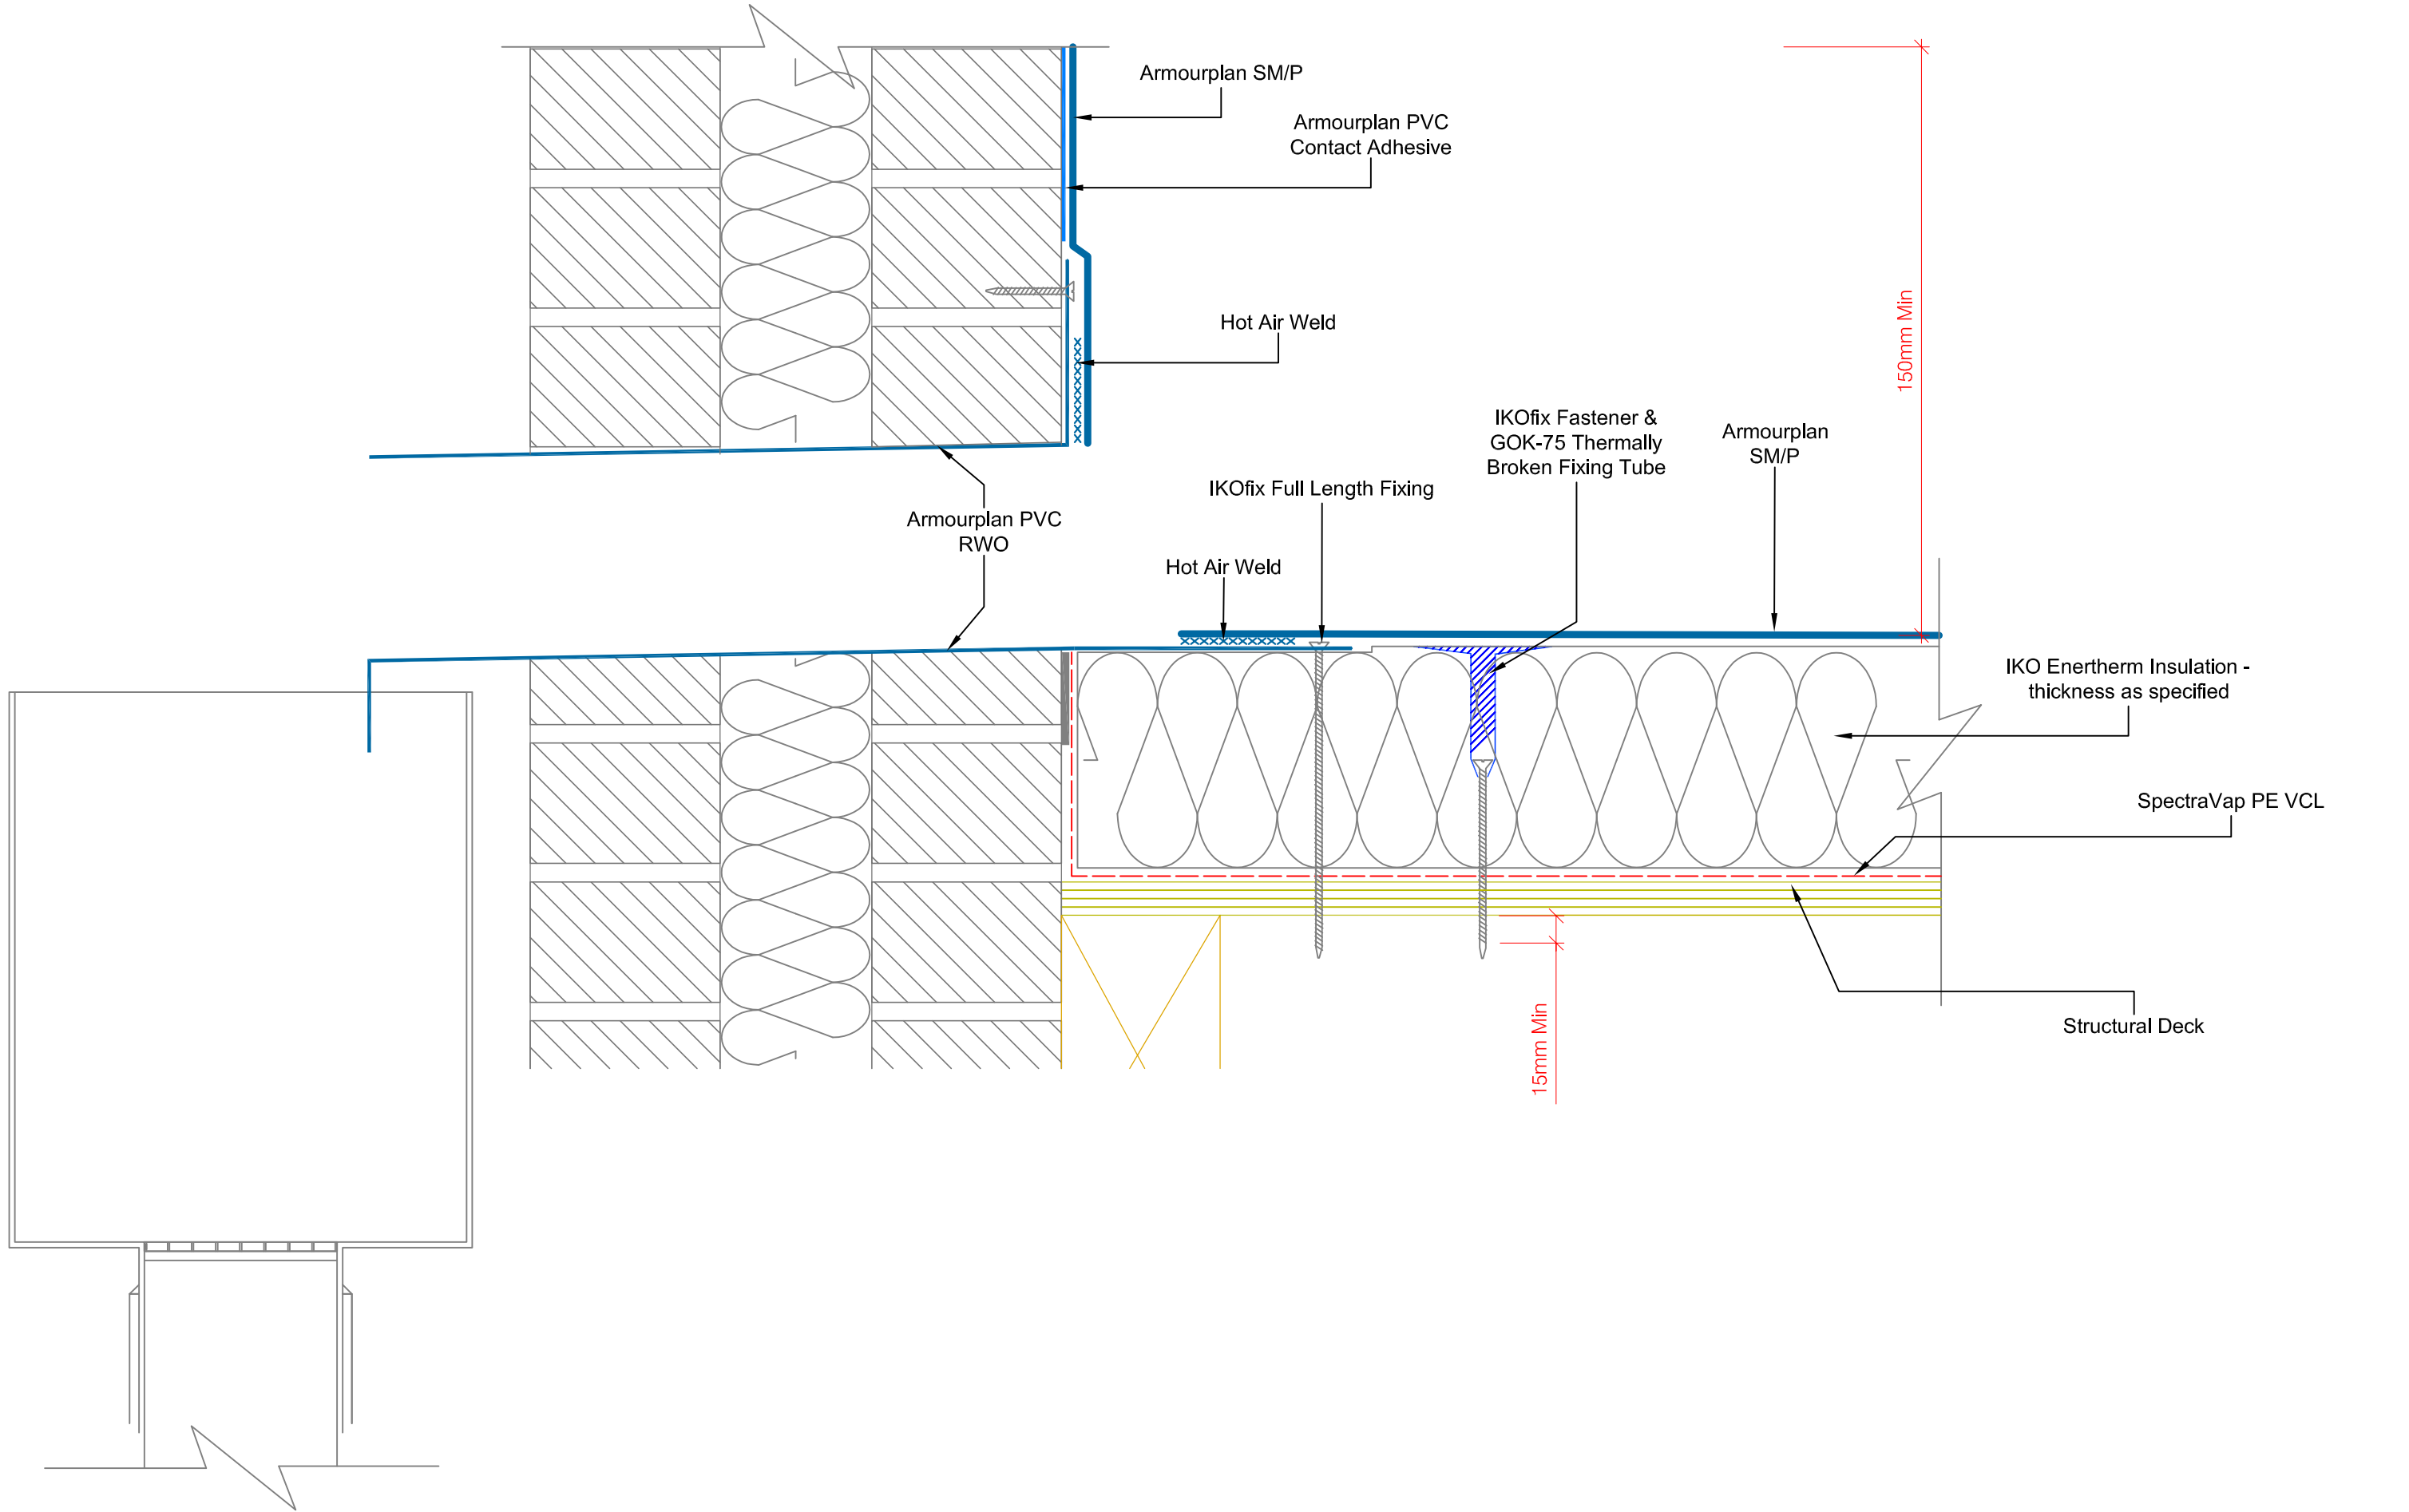 Armourplan SM/P
Armourplan PVC
Contact Adhesive
Hot Air Weld
150mm Min
IKOfix Fastener &
GOK-75 Thermally
Broken Fixing Tube
Armourplan
SM/P
IKOfix Full Length Fixing
Armourplan PVC
RWO
Hot Air Weld
IKO Enertherm Insulation -
thickness as specified
SpectraVap PE VCL
Structural Deck
15mm Min